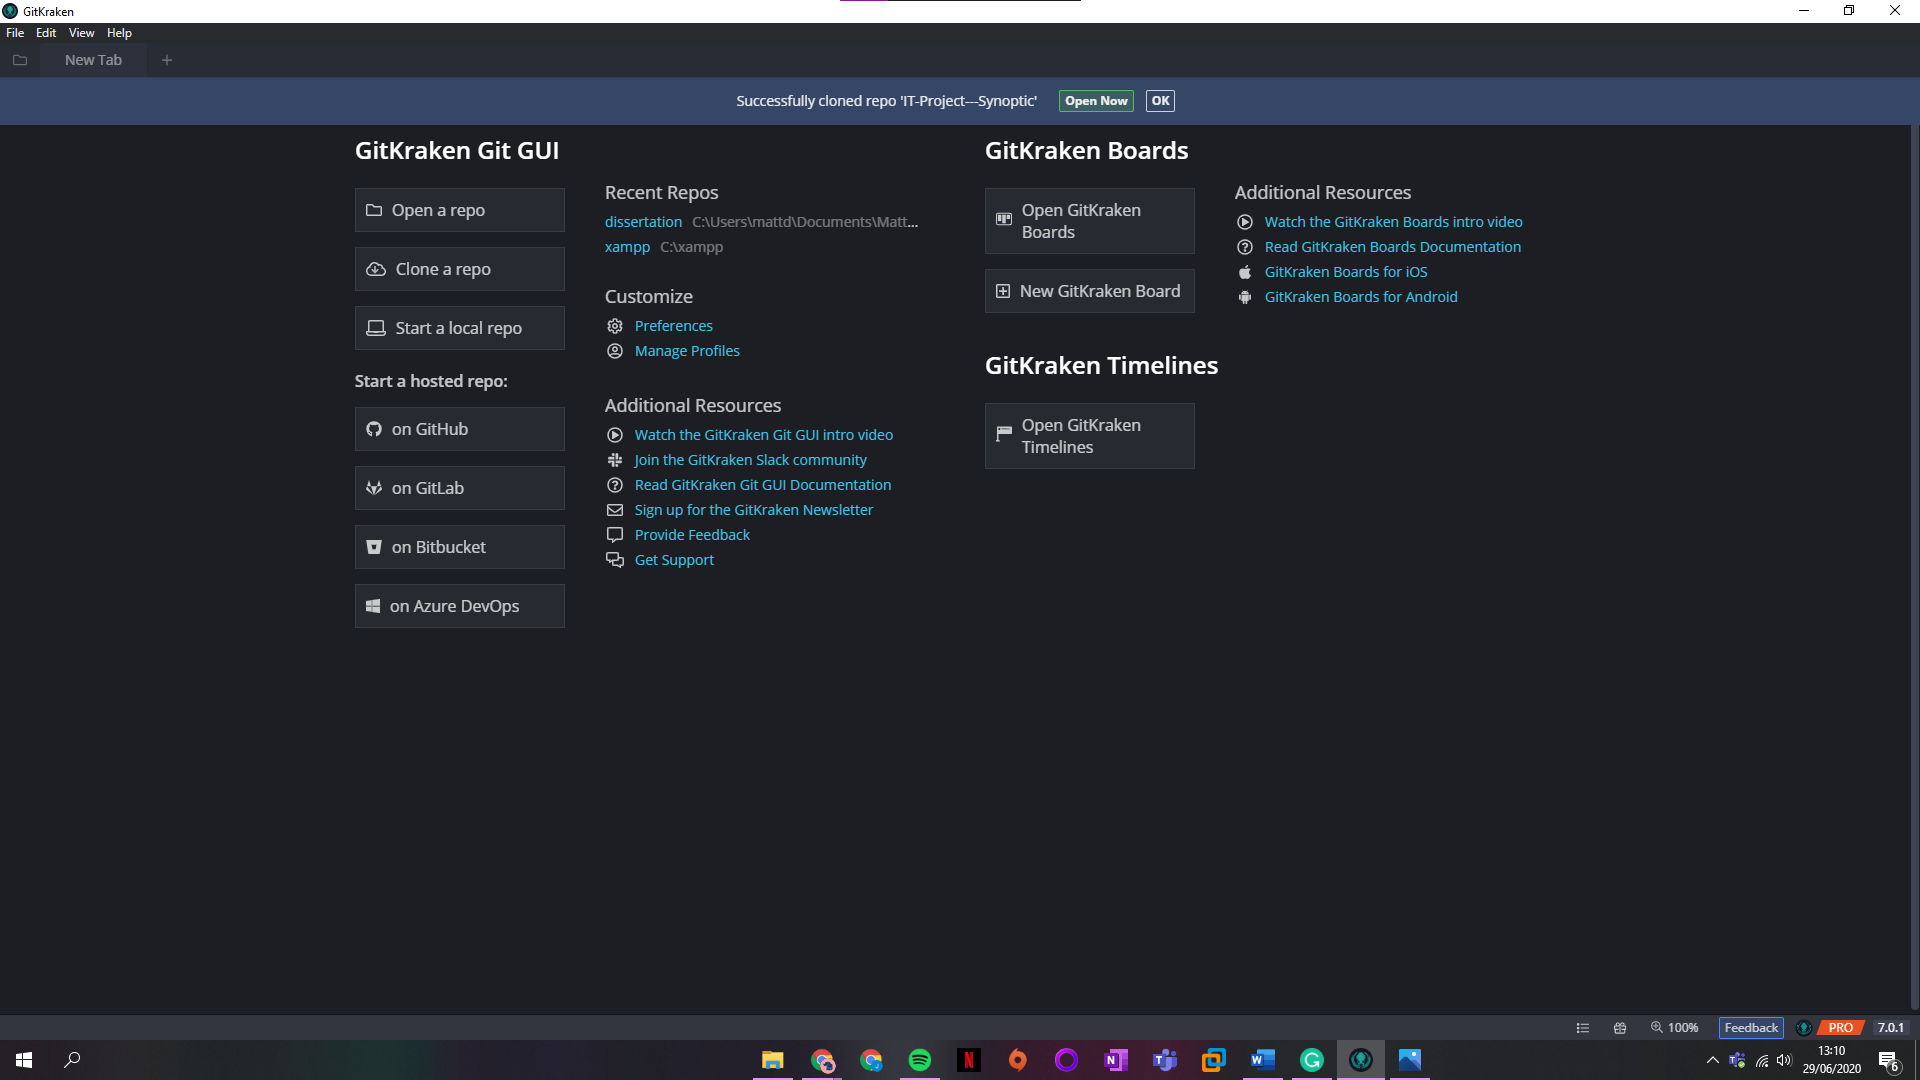 GitKraken
File Edit View Help
New Tab +
Successfully cloned repo 'IT-Project---Synoptic' Open Now OK
GitKraken Git GUI
Open a repo
Clone a repo
Start a local repo
Start a hosted repo:
on GitHub
on GitLab
on Bitbucket
on Azure DevOps
Recent Repos
dissertation C:\Users\mattd\Documents\Matt...
xampp C:\xampp
Customize
Preferences
Manage Profiles
Additional Resources
Watch the GitKraken Git GUI intro video
Join the GitKraken Slack community
Read GitKraken Git GUI Documentation
Sign up for the GitKraken Newsletter
Provide Feedback
Get Support
GitKraken Boards
Open GitKraken
Boards
New GitKraken Board
Additional Resources
Watch the GitKraken Boards intro video
Read GitKraken Boards Documentation
GitKraken Boards for iOS
GitKraken Boards for Android
GitKraken Timelines
Open GitKraken
Timelines
100% Feedback PRO 7.0.1
13:10
29/06/2020
6